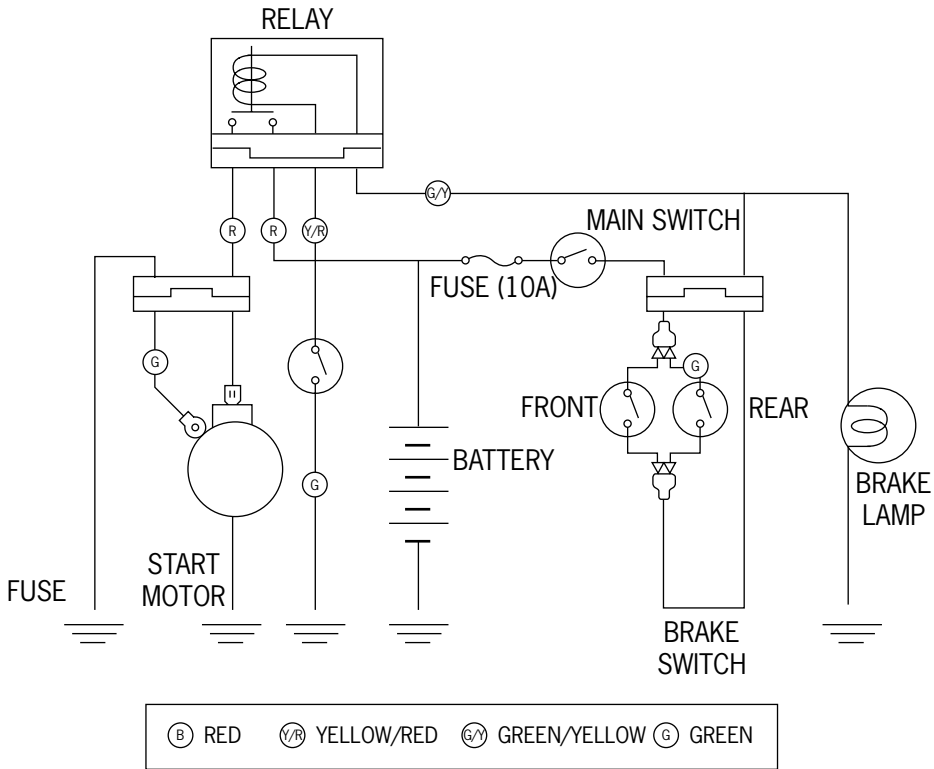 RELAY
G/Y
MAIN SWITCH
R
R
Y/R
FUSE (10A)
G
G
FRONT
REAR
BATTERY
G
BRAKE
LAMP
START
MOTOR
FUSE
BRAKE
SWITCH
B RED Y/R YELLOW/RED G/Y GREEN/YELLOW G GREEN